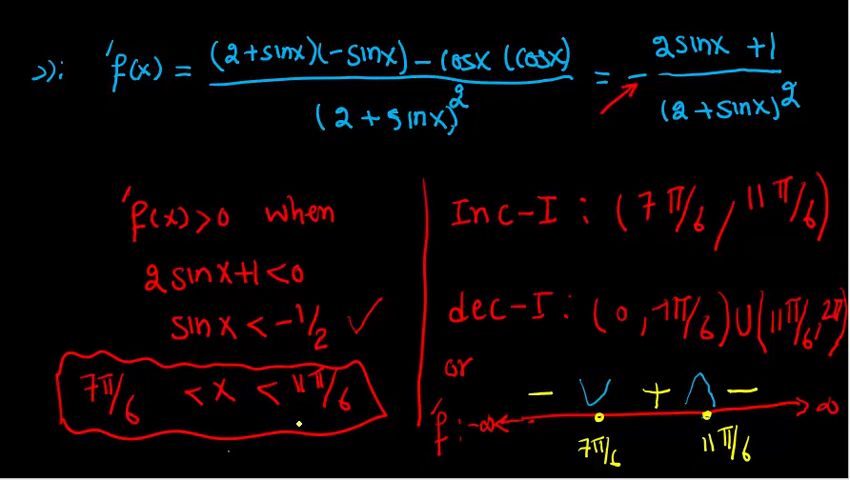 >>: f'(x) = (2+sinx)(-sinx) - cosx (cosx) / (2+sinx)^2 = - 2sinx +1 / (2+sinx)^2
f'(x)>0 when
2sinx+1<0
sinx < -1/2 ✓
7π/6 < x < 11π/6
Inc-I : (7π/6, 11π/6)
dec-I : (0, 7π/6)∪(11π/6, 2π)
or
- + -
f' : -∞ ∞
7π/6 11π/6